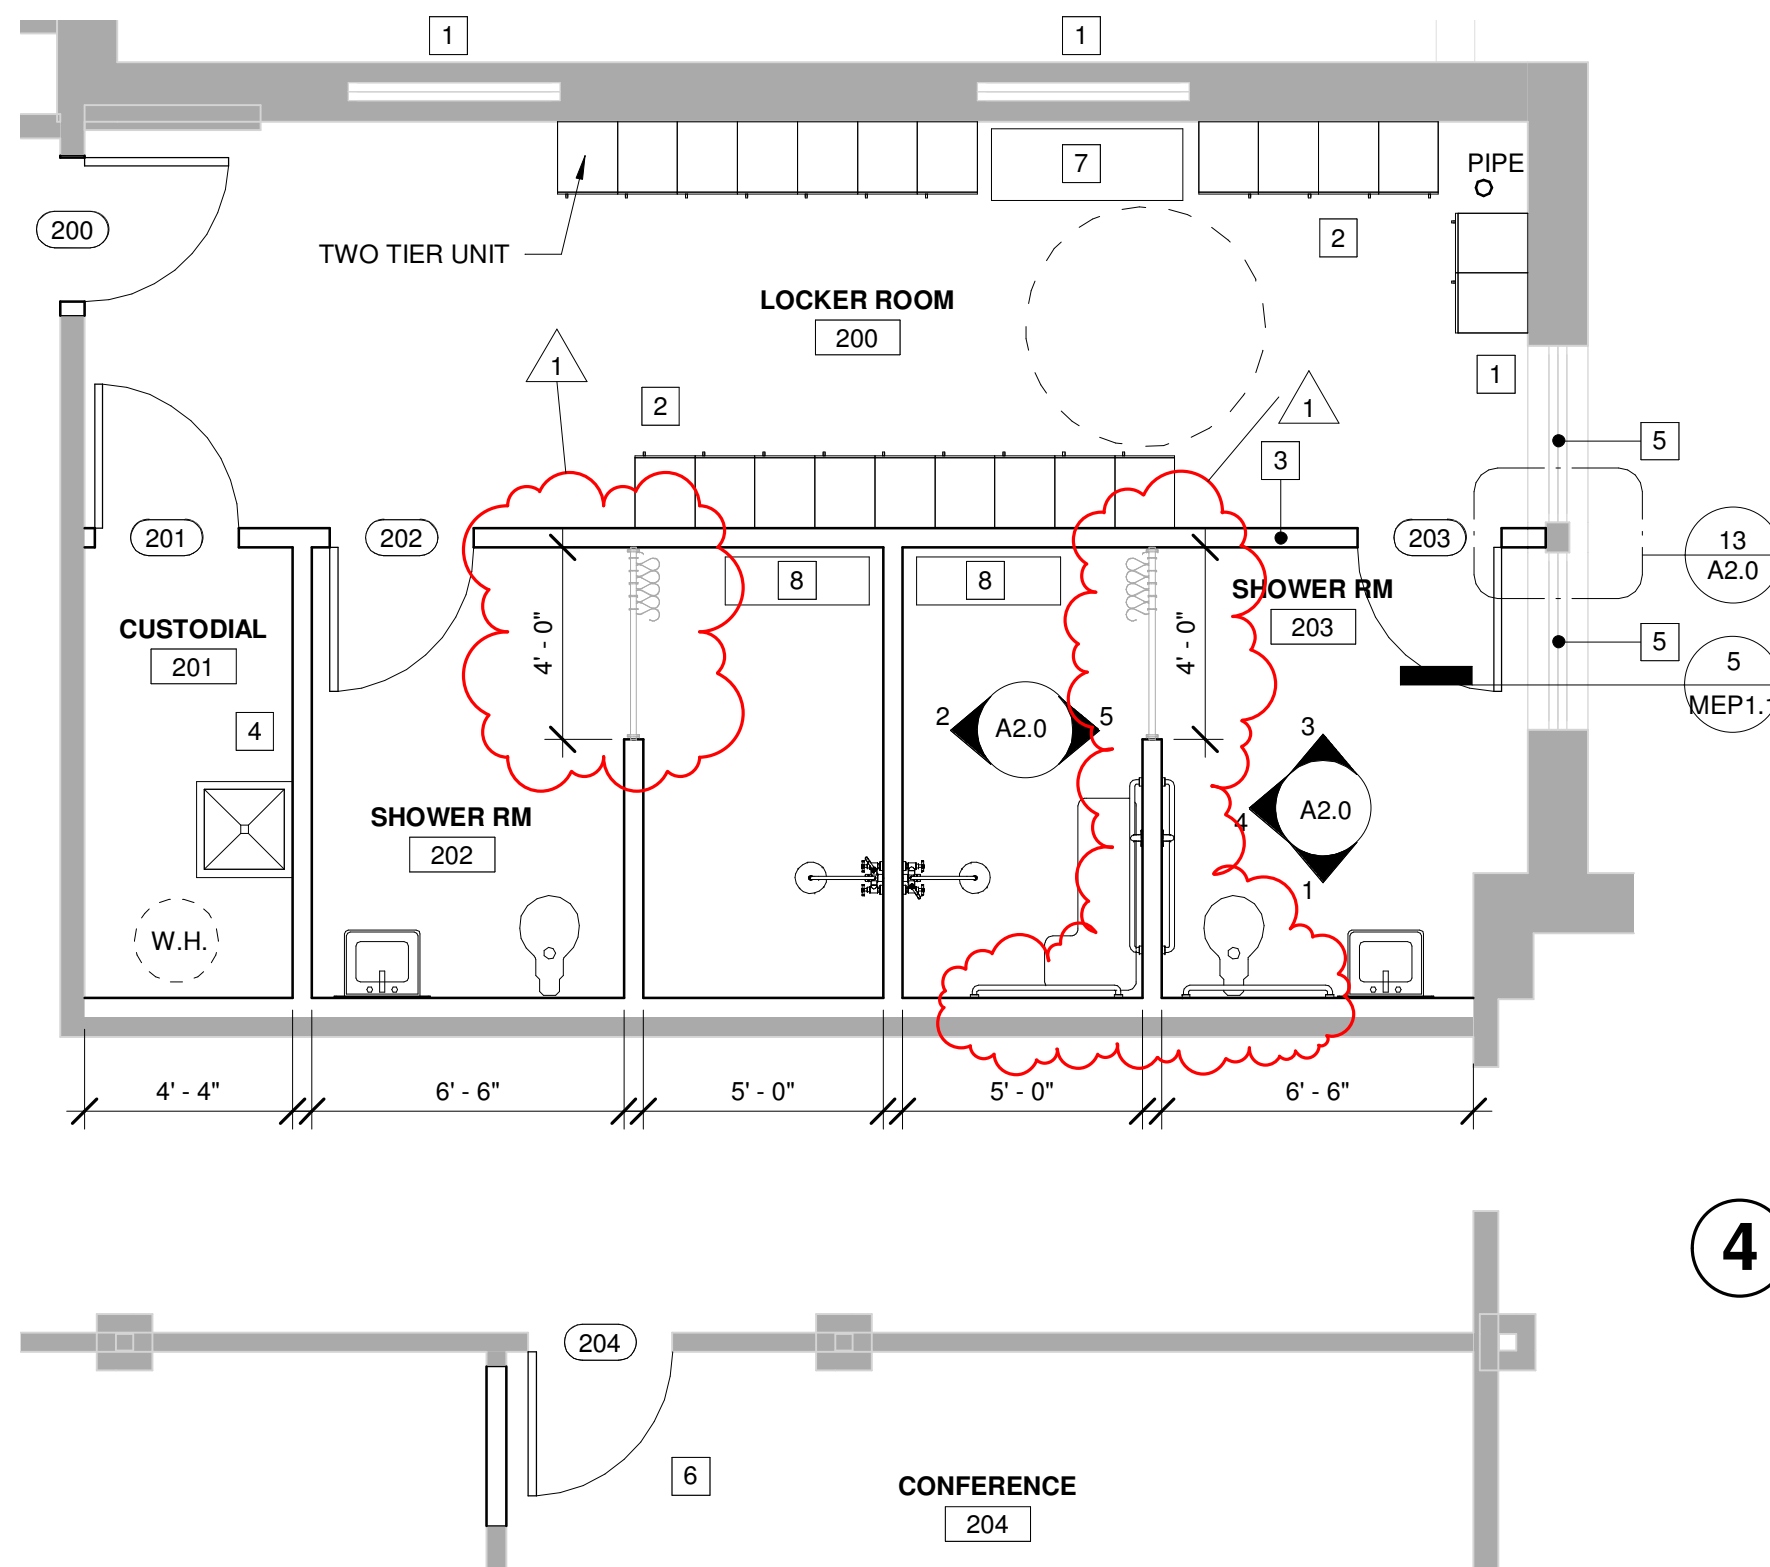 1
1
7
PIPE
200
2
TWO TIER UNIT
LOCKER ROOM
200
1
1
1
2
5
3
201
202
203
13
A2.0
8
8
SHOWER RM
203
CUSTODIAL
201
4' - 0"
4' - 0"
5
5
MEP1.1
2
A2.0
5
4
3
SHOWER RM
202
4
A2.0
1
W.H.
4' - 4"
6' - 6"
5' - 0"
5' - 0"
6' - 6"
4
204
6
CONFERENCE
204